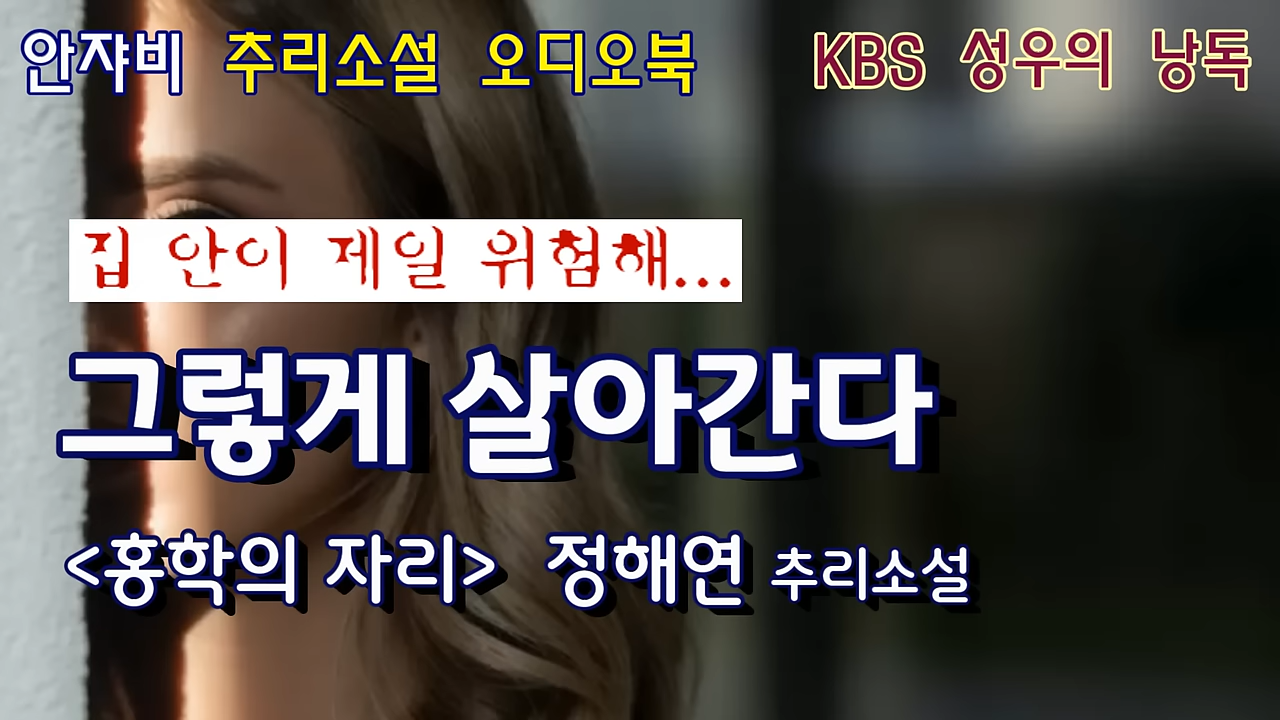 안쟈비 추리소설 오디오북 KBS 성우의 낭독
집 안이 제일 위험해...
그렇게 살아간다
<홍학의 자리> 정해연 추리소설